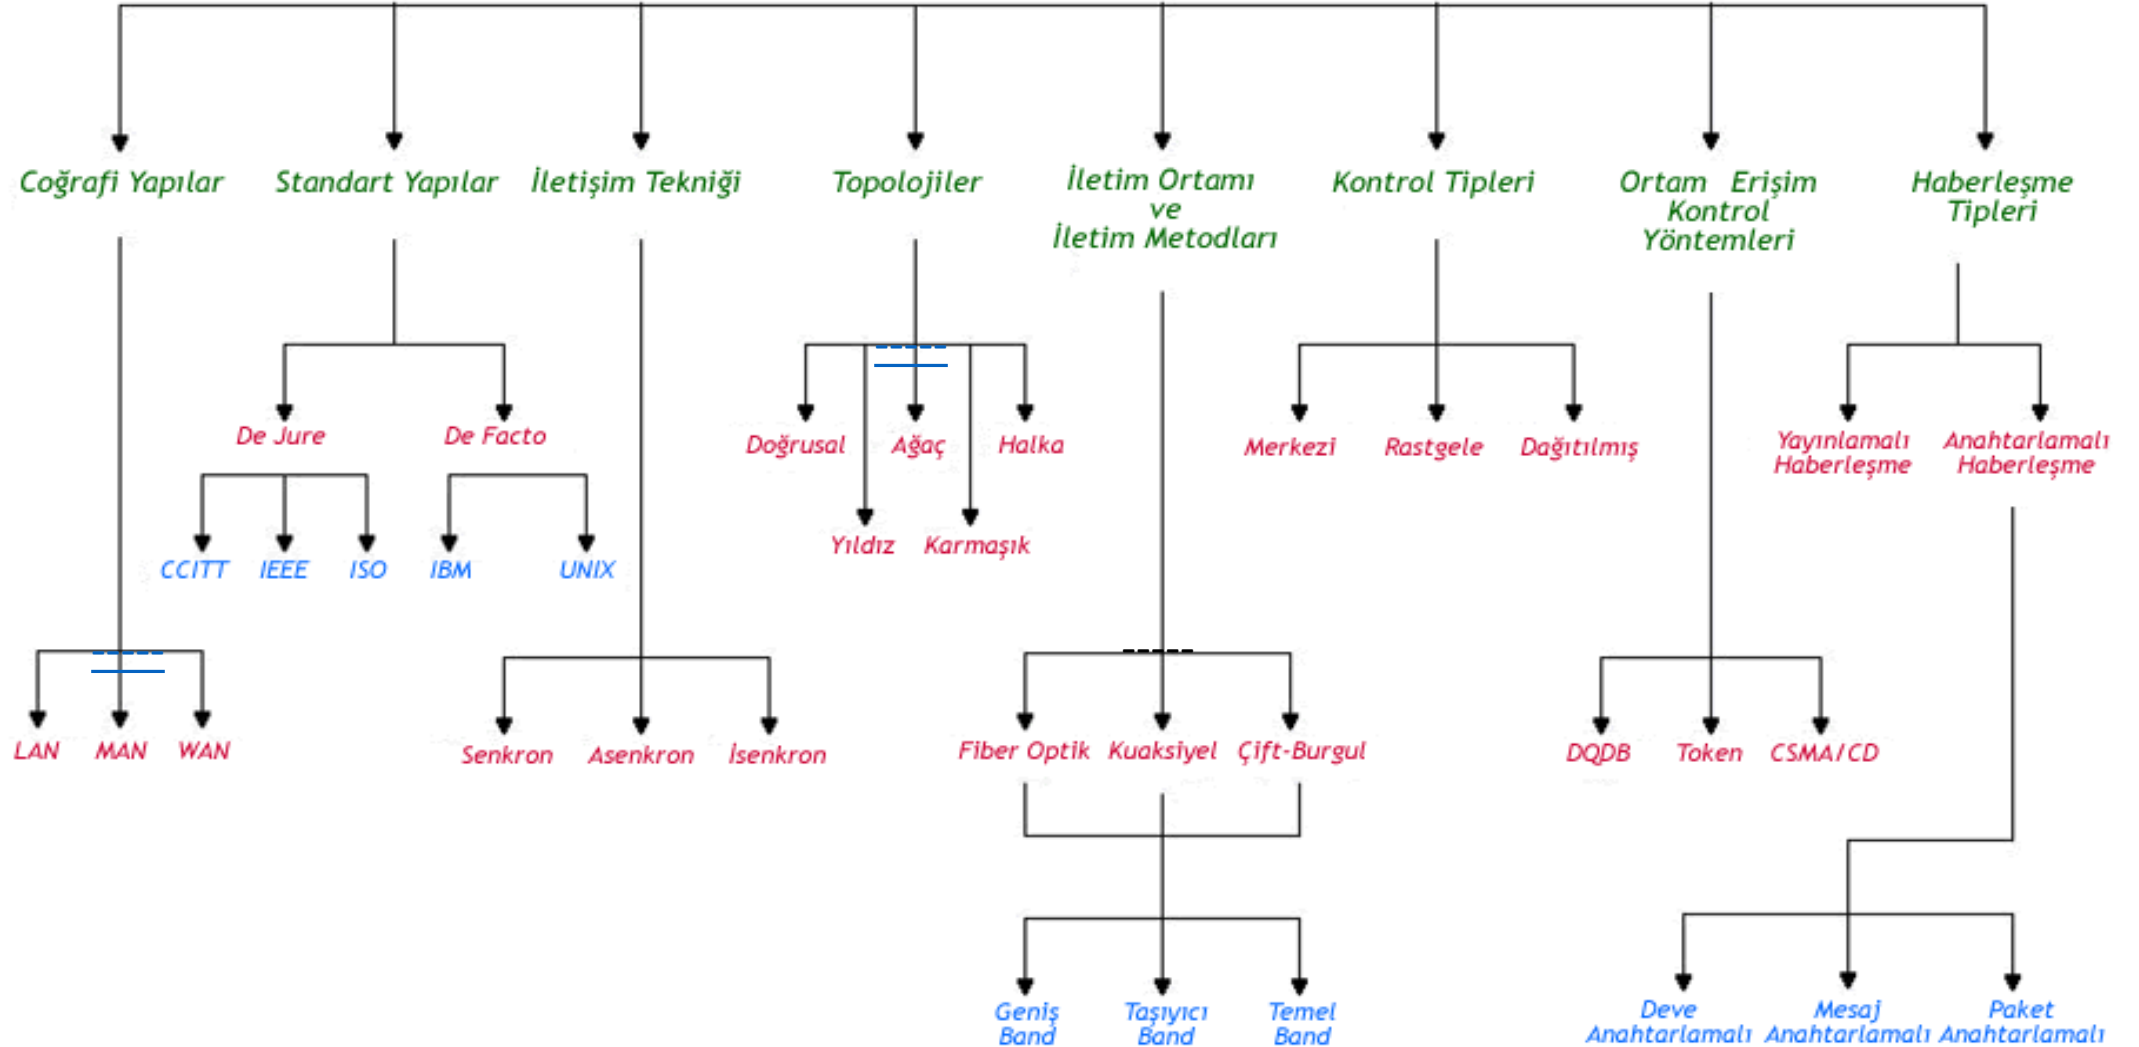 Coğrafi Yapılar
Standart Yapılar
İletişim Tekniği
Topolojiler
İletim Ortamı
ve
İletim Metodları
Kontrol Tipleri
Ortam Erişim
Kontrol
Yöntemleri
Haberleşme
Tipleri
De Jure
De Facto
Doğrusal
Ağaç
Halka
Merkezi
Rastgele
Dağıtılmış
Yayınlamalı
Haberleşme
Anahtarlamalı
Haberleşme
Yıldız
Karmaşık
CCITT
IEEE
ISO
IBM
UNIX
LAN
MAN
WAN
Senkron
Asenkron
İsenkron
Fiber Optik
Kuaksiyel
Çift-Burgul
DQDB
Token
CSMA/CD
Geniş
Band
Taşıyıcı
Band
Temel
Band
Deve
Anahtarlamalı
Mesaj
Anahtarlamalı
Paket
Anahtarlamalı